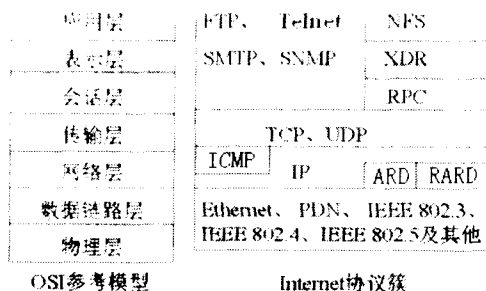 应用层 FTP、 Telnet NFS
表示层 SMTP、SNMP XDR
会话层 RPC
传输层 TCP、UDP
网络层 ICMP IP ARD RARD
数据链路层 Ethernet、 PDN、 IEEE 802.3、
物理层 IEEE 802.4、IEEE 802.5及其他
OSI参考模型 Internet协议簇